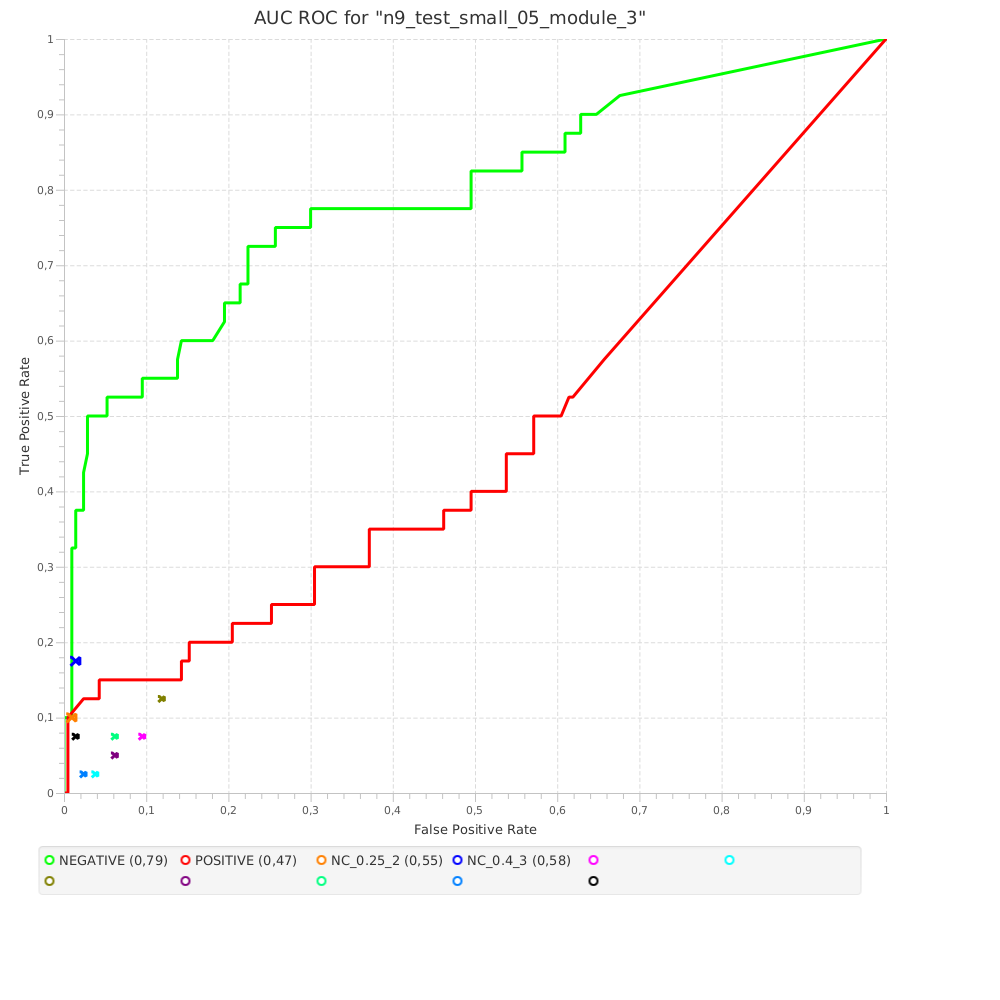 AUC ROC for "n9_test_small_05_module_3"
1
0,9
0,8
0,7
0,6
0,5
0,4
0,3
0,2
0,1
0
True Positive Rate
0 0,1 0,2 0,3 0,4 0,5 0,6 0,7 0,8 0,9 1
False Positive Rate
NEGATIVE (0,79) POSITIVE (0,47) NC_0.25_2 (0,55) NC_0.4_3 (0,58)